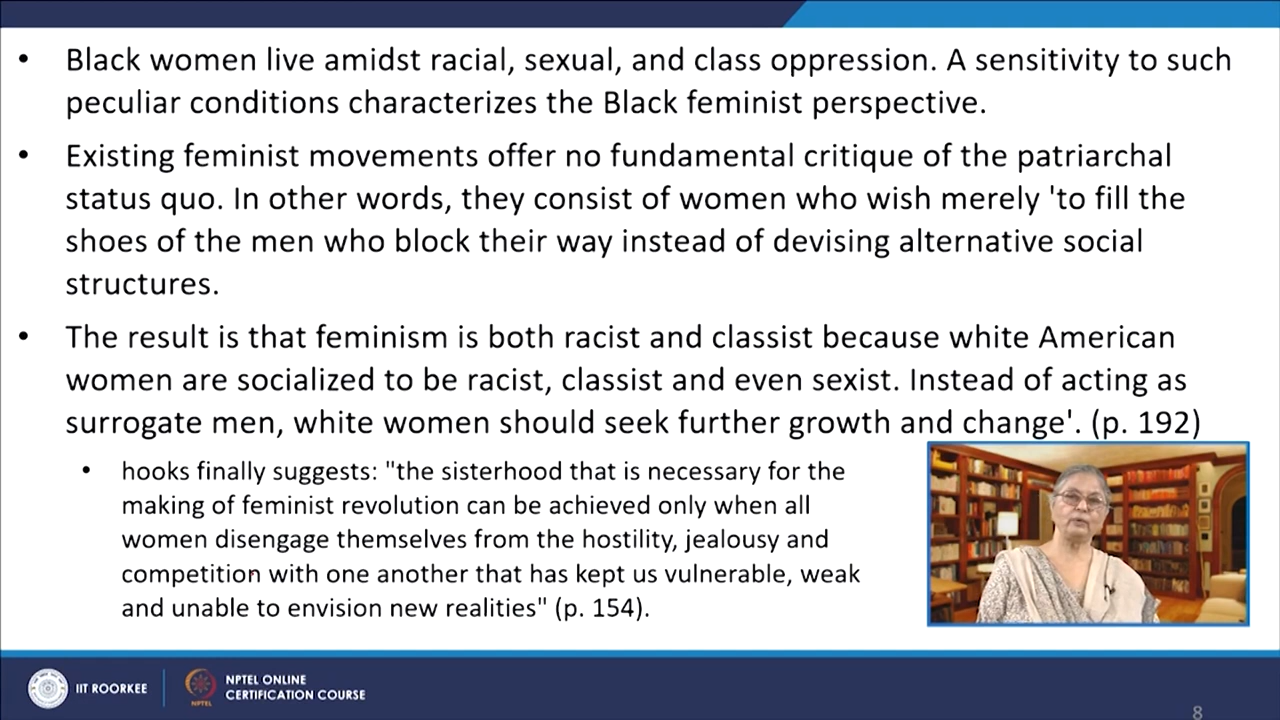 • Black women live amidst racial, sexual, and class oppression. A sensitivity to such
peculiar conditions characterizes the Black feminist perspective.
• Existing feminist movements offer no fundamental critique of the patriarchal
status quo. In other words, they consist of women who wish merely 'to fill the
shoes of the men who block their way instead of devising alternative social
structures.
• The result is that feminism is both racist and classist because white American
women are socialized to be racist, classist and even sexist. Instead of acting as
surrogate men, white women should seek further growth and change'. (p. 192)
• hooks finally suggests: "the sisterhood that is necessary for the
making of feminist revolution can be achieved only when all
women disengage themselves from the hostility, jealousy and
competition with one another that has kept us vulnerable, weak
and unable to envision new realities" (p. 154).
IIT ROORKEE
NPTEL
NPTEL ONLINE
CERTIFICATION COURSE
8